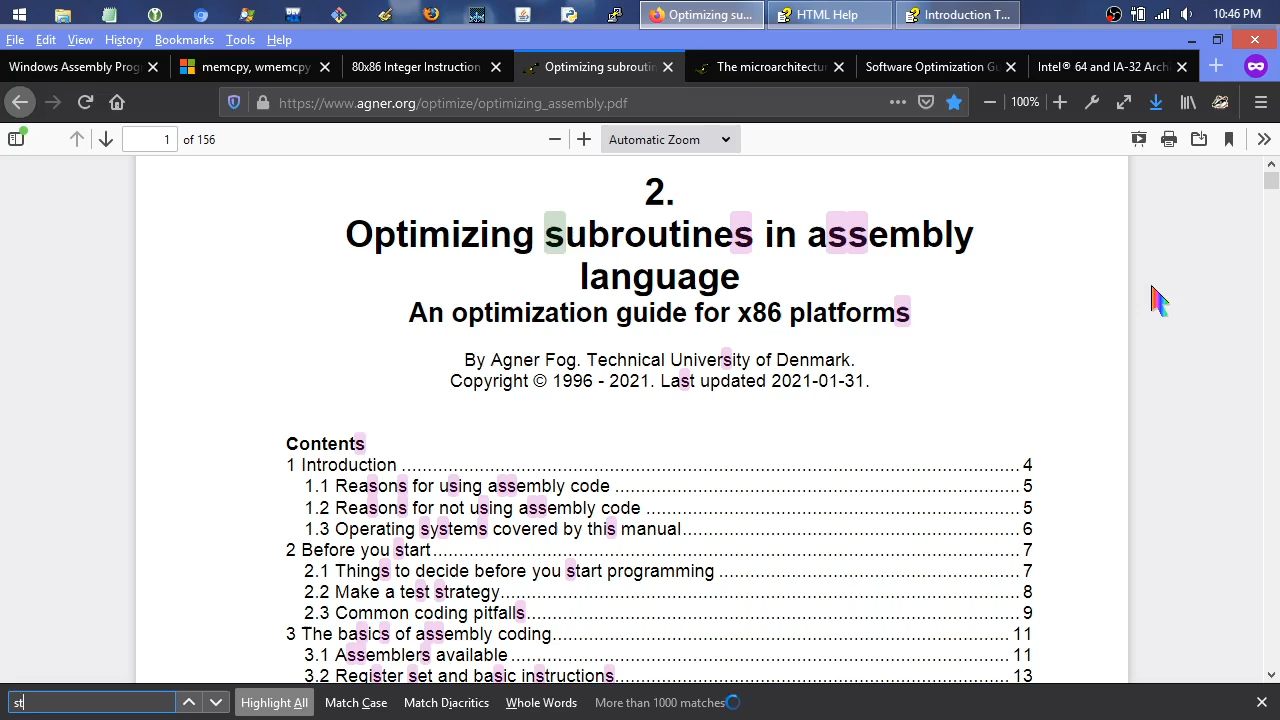 Optimizing su...
HTML Help
Introduction T...
10:46 PM
File Edit View History Bookmarks Tools Help
Windows Assembly Prog
memcpy, wmemcpy
80x86 Integer Instruction
Optimizing subroutin
The microarchitectur
Software Optimization Gu
Intel® 64 and IA-32 Arch
https://www.agner.org/optimize/optimizing_assembly.pdf
100%
1 of 156
Automatic Zoom
2.
Optimizing subroutines in assembly
language
An optimization guide for x86 platforms
By Agner Fog. Technical University of Denmark.
Copyright © 1996 - 2021. Last updated 2021-01-31.
Contents
1 Introduction ........................................................................ 4
1.1 Reasons for using assembly code ........................................................................ 5
1.2 Reasons for not using assembly code ........................................................................ 5
1.3 Operating systems covered by this manual........................................................................ 6
2 Before you start........................................................................ 7
2.1 Things to decide before you start programming ........................................................................ 7
2.2 Make a test strategy........................................................................ 8
2.3 Common coding pitfalls........................................................................ 9
3 The basics of assembly coding........................................................................ 11
3.1 Assemblers available ........................................................................ 11
3.2 Register set and basic instructions........................................................................ 13
st
Highlight All Match Case Match Diacritics Whole Words More than 1000 matches